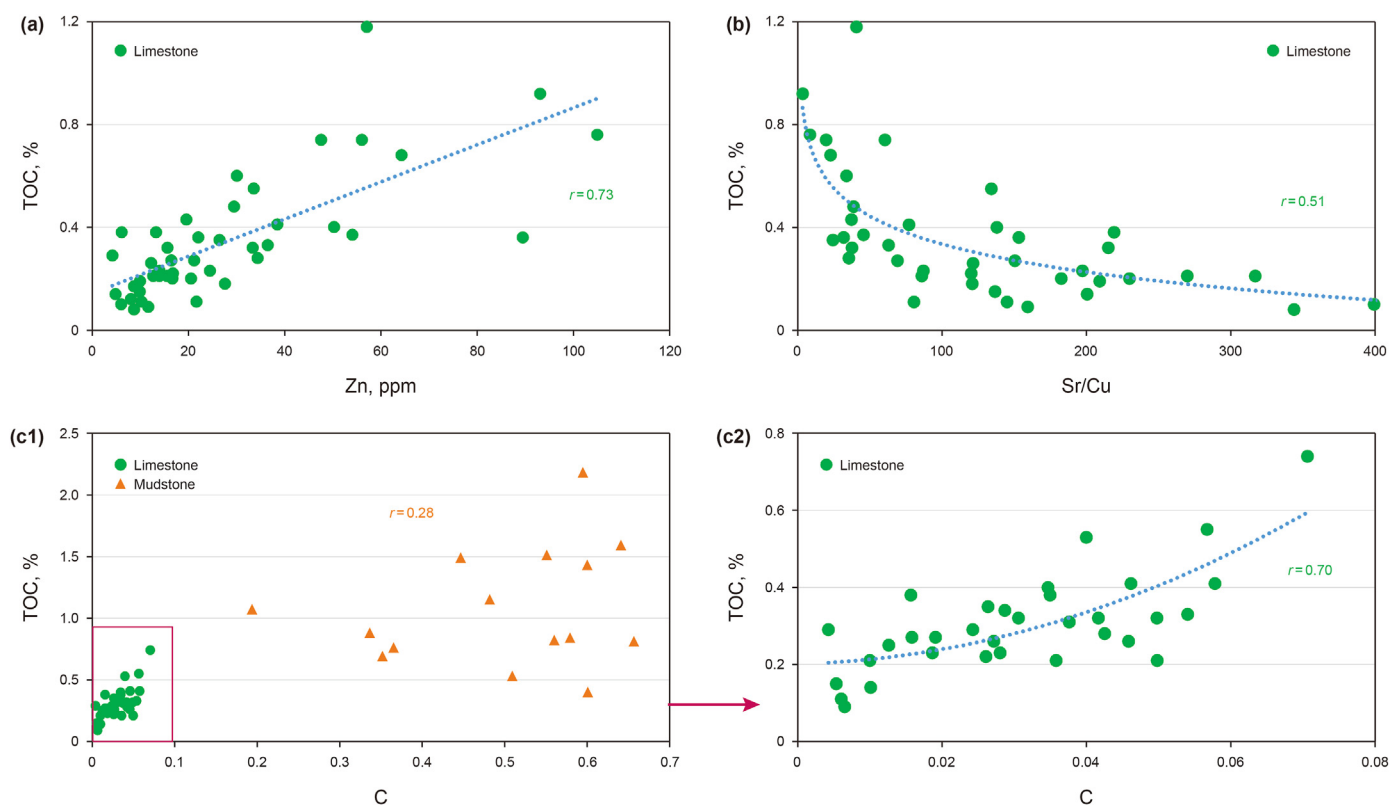 (a)
1.2
0.8
0.4
0
TOC, %
Limestone
r=0.73
0 20 40 60 80 100 120
Zn, ppm
(b)
1.2
0.8
0.4
0
TOC, %
Limestone
r=0.51
0 100 200 300 400
Sr/Cu
(c1)
2.5
2.0
1.5
1.0
0.5
0
TOC, %
Limestone
Mudstone
r=0.28
0 0.1 0.2 0.3 0.4 0.5 0.6 0.7
C
(c2)
0.8
0.6
0.4
0.2
0
TOC, %
Limestone
r=0.70
0 0.02 0.04 0.06 0.08
C